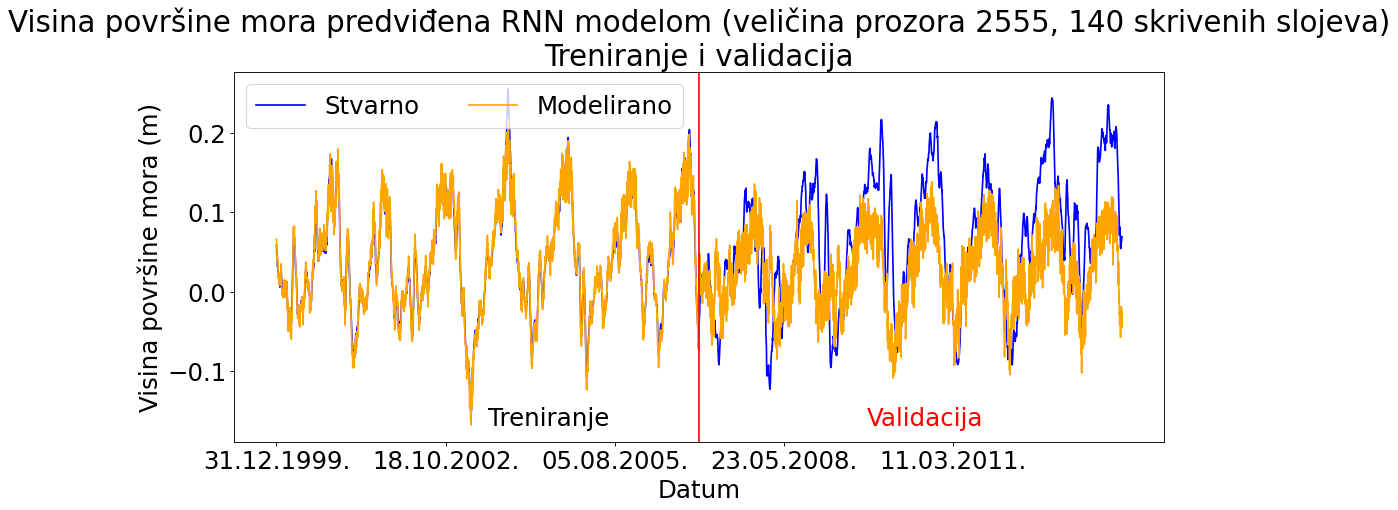 Visina površine mora predviđena RNN modelom (veličina prozora 2555, 140 skrivenih slojeva)
Treniranje i validacija
Stvarno
Modelirano
Visina površine mora (m)
0.2
0.1
0.0
−0.1
Treniranje
Validacija
31.12.1999.
18.10.2002.
05.08.2005.
23.05.2008.
11.03.2011.
Datum